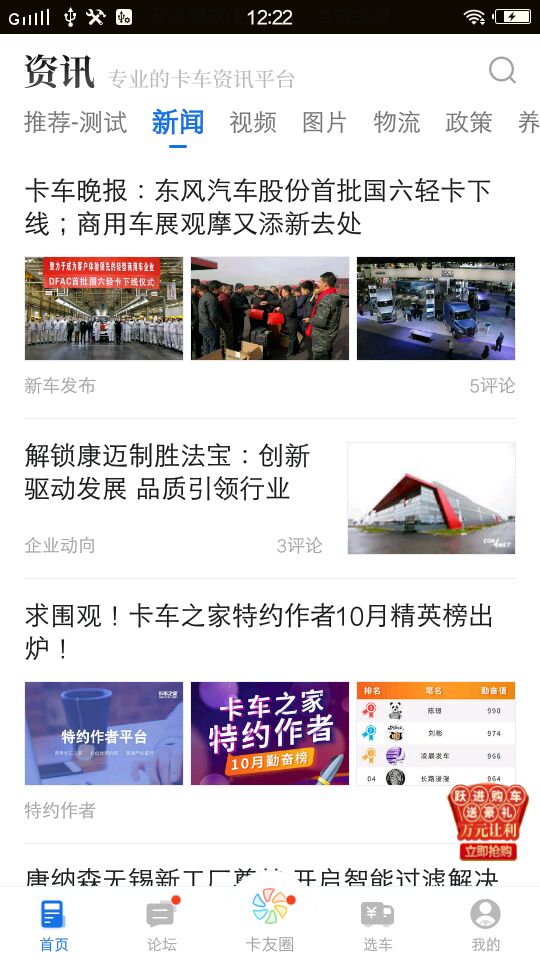 12:22
资讯 专业的卡车资讯平台
推荐-测试 新闻 视频 图片 物流 政策 养
卡车晚报：东风汽车股份首批国六轻卡下
线；商用车展观摩又添新去处
致力于成为客户体验领先的轻型商用车企业
DFAC首批国六轻卡下线仪式
新车发布 5评论
解锁康迈制胜法宝：创新
驱动发展 品质引领行业
企业动向 3评论
求围观！卡车之家特约作者10月精英榜出
炉！
特约作者平台
卡车之家
特约作者
10月勤奋榜
排名 笔名 勤奋值
陈璟 990
刘彬 974
凌晨发车 966
04 长路漫漫 964
特约作者
跃进购车
送豪礼
万元让利
立即抢购
唐纳森无锡新工厂 开启智能过滤解决
首页 论坛 卡友圈 选车 我的